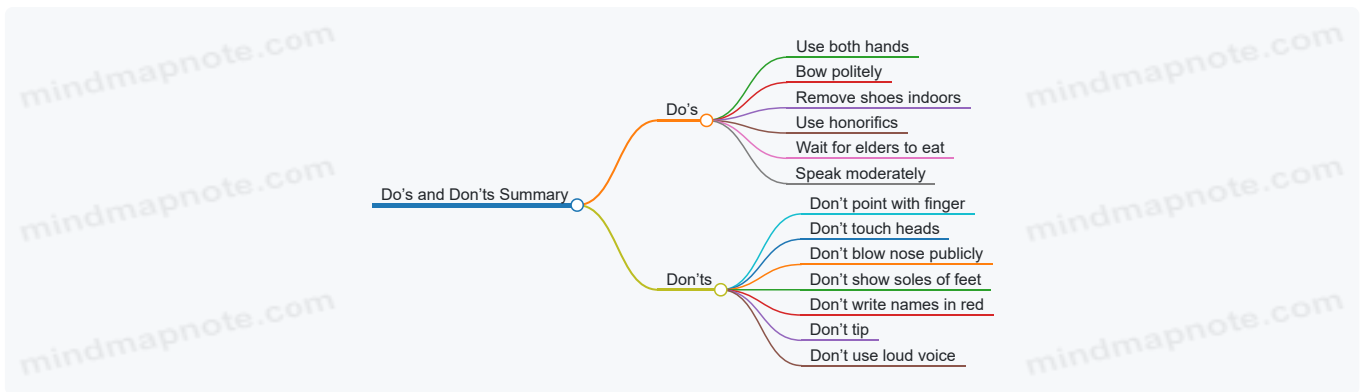 mindmapnote.com
mindmapnote.com
Use both hands
Bow politely
Remove shoes indoors
Do’s
Use honorifics
Wait for elders to eat
Speak moderately
mindmapnote.com
mindmapnote.com
Do’s and Don’ts Summary
Don’t point with finger
Don’t touch heads
Don’t blow nose publicly
Don’ts
Don’t show soles of feet
Don’t write names in red
Don’t tip
Don’t use loud voice
mindmapnote.com
mindmapnote.com